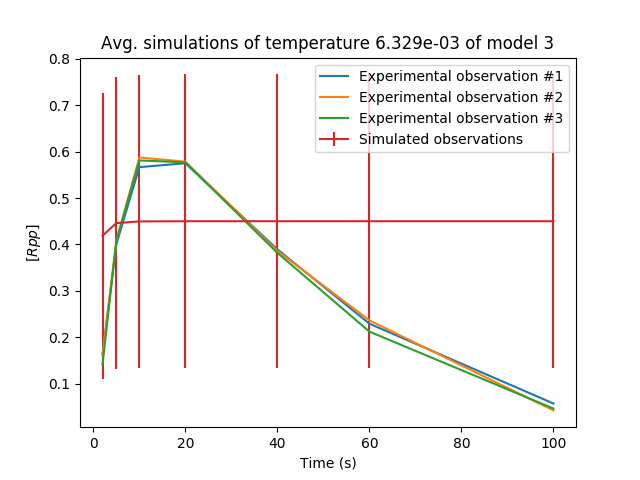 Avg. simulations of temperature 6.329e-03 of model 3
0.8
0.7
0.6
0.5
0.4
0.3
0.2
0.1
[Rpp]
Experimental observation #1
Experimental observation #2
Experimental observation #3
Simulated observations
0 20 40 60 80 100
Time (s)